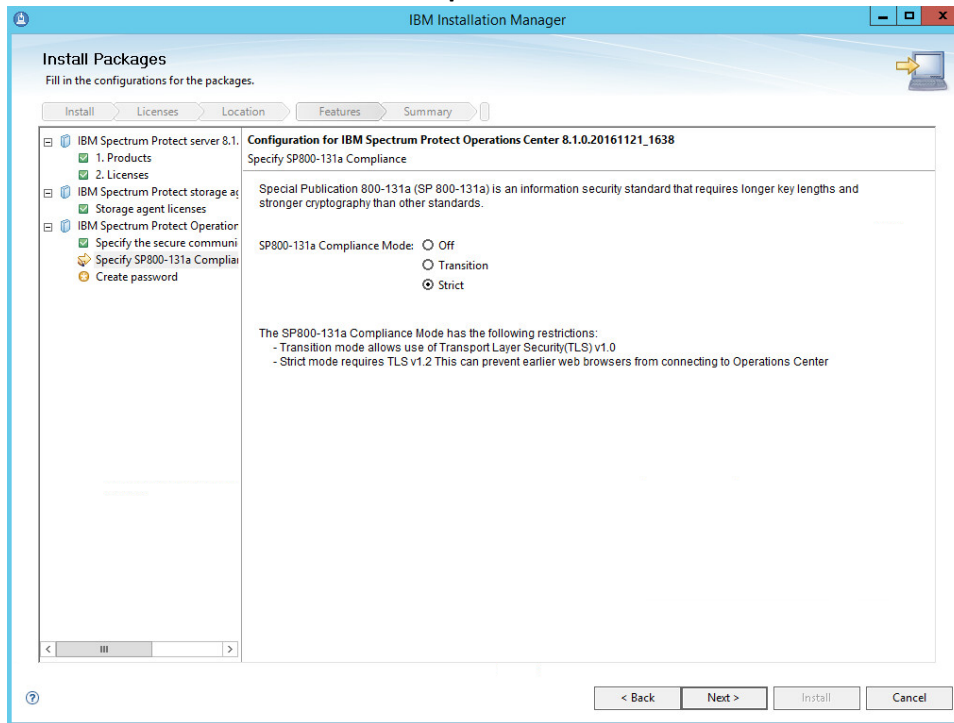 IBM Installation Manager
Install Packages
Fill in the configurations for the packages.
Install Licenses Location Features Summary
IBM Spectrum Protect server 8.1.
1. Products
2. Licenses
IBM Spectrum Protect storage ag
Storage agent licenses
IBM Spectrum Protect Operation
Specify the secure communi
Specify SP800-131a Complian
Create password
Configuration for IBM Spectrum Protect Operations Center 8.1.0.20161121_1638
Specify SP800-131a Compliance
Special Publication 800-131a (SP 800-131a) is an information security standard that requires longer key lengths and
stronger cryptography than other standards.
SP800-131a Compliance Mode: Off
Transition
Strict
The SP800-131a Compliance Mode has the following restrictions:
- Transition mode allows use of Transport Layer Security(TLS) v1.0
- Strict mode requires TLS v1.2 This can prevent earlier web browsers from connecting to Operations Center
< Back Next > Install Cancel